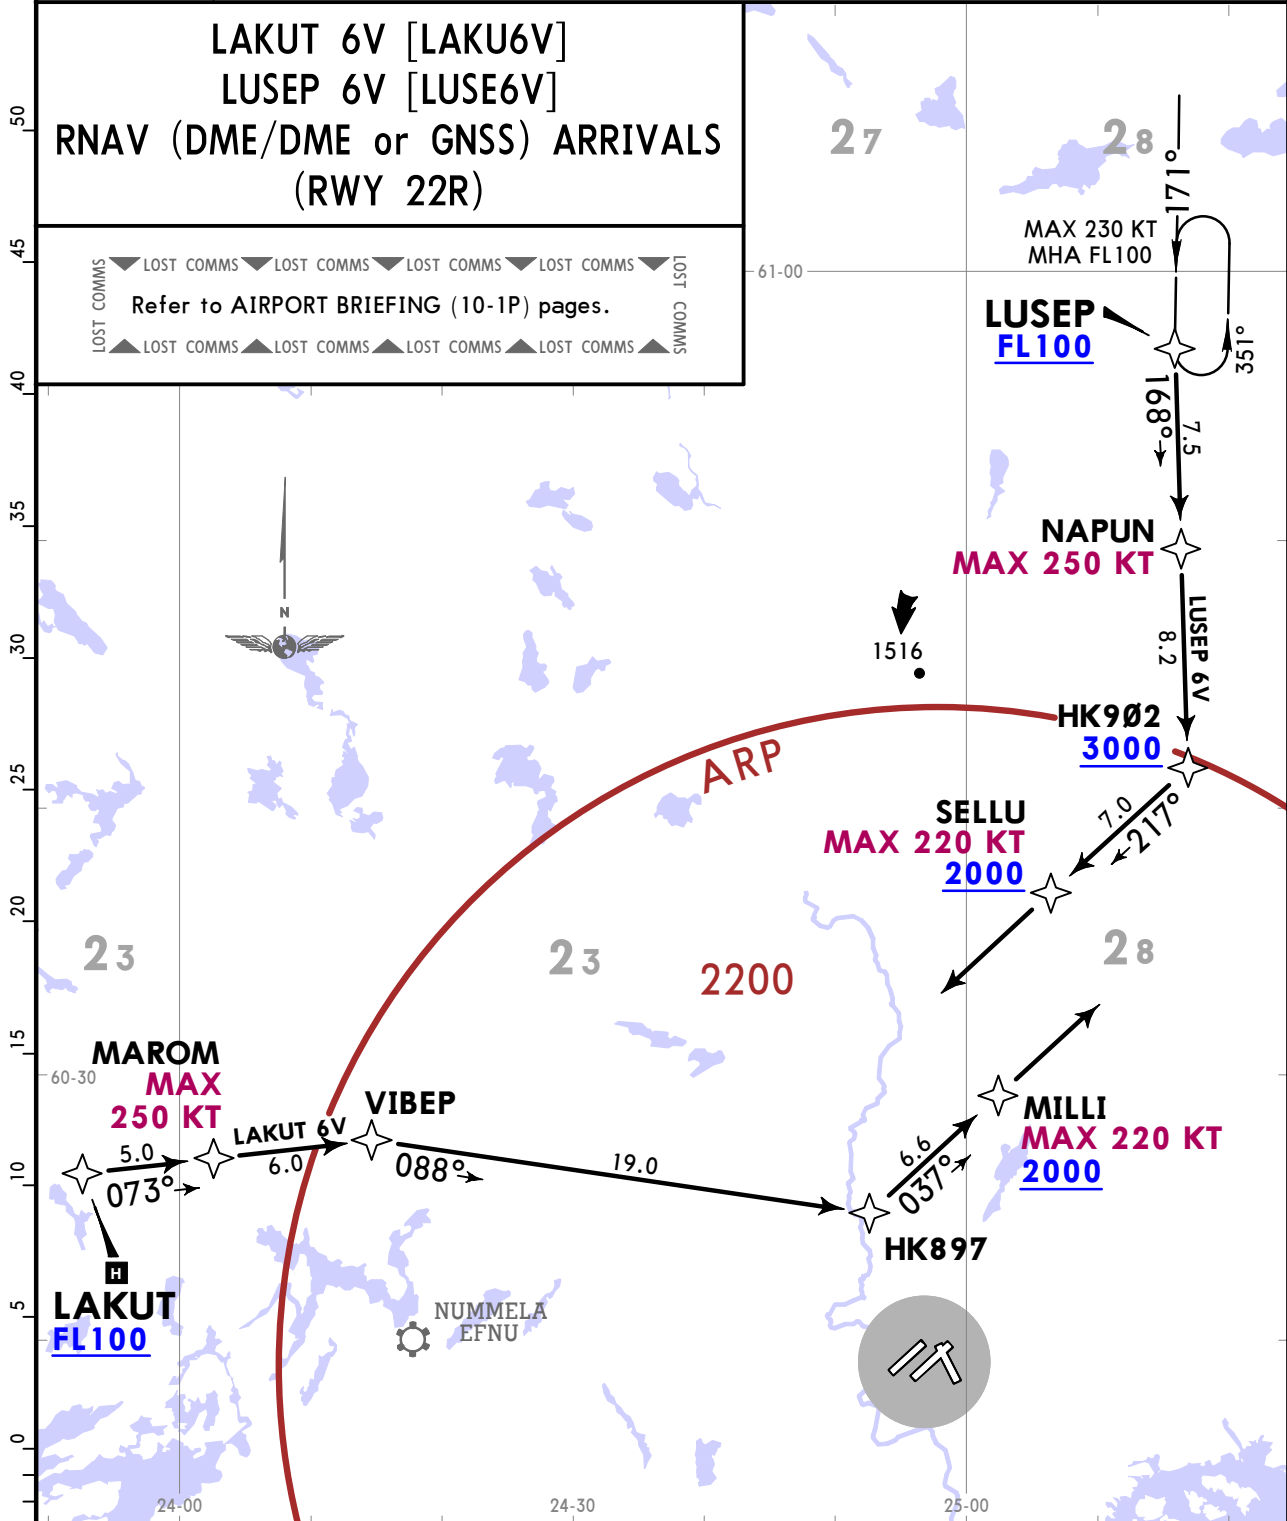 LAKUT 6V [LAKU6V]
LUSEP 6V [LUSE6V]
RNAV (DME/DME or GNSS) ARRIVALS
(RWY 22R)
LOST COMMS LOST COMMS LOST COMMS LOST COMMS
LOST COMMS
Refer to AIRPORT BRIEFING (10-1P) pages.
LOST COMMS
LOST COMMS LOST COMMS LOST COMMS LOST COMMS
50
45
40
35
30
25
20
15
10
5
0
27
28
171°
MAX 230 KT
MHA FL100
61-00
LUSEP
FL100
351°
168°
7.5
NAPUN
MAX 250 KT
N
1516
LUSEP 6V
8.2
HK9Ø2
3000
ARP
7.0
217°
SELLU
MAX 220 KT
2000
23
23
28
2200
60-30
MAROM
MAX
250 KT
VIBEP
LAKUT 6V
5.0
6.0
073°
088°
19.0
6.6
037°
MILLI
MAX 220 KT
2000
HK897
H
LAKUT
FL100
NUMMELA
EFNU
24-00
24-30
25-00